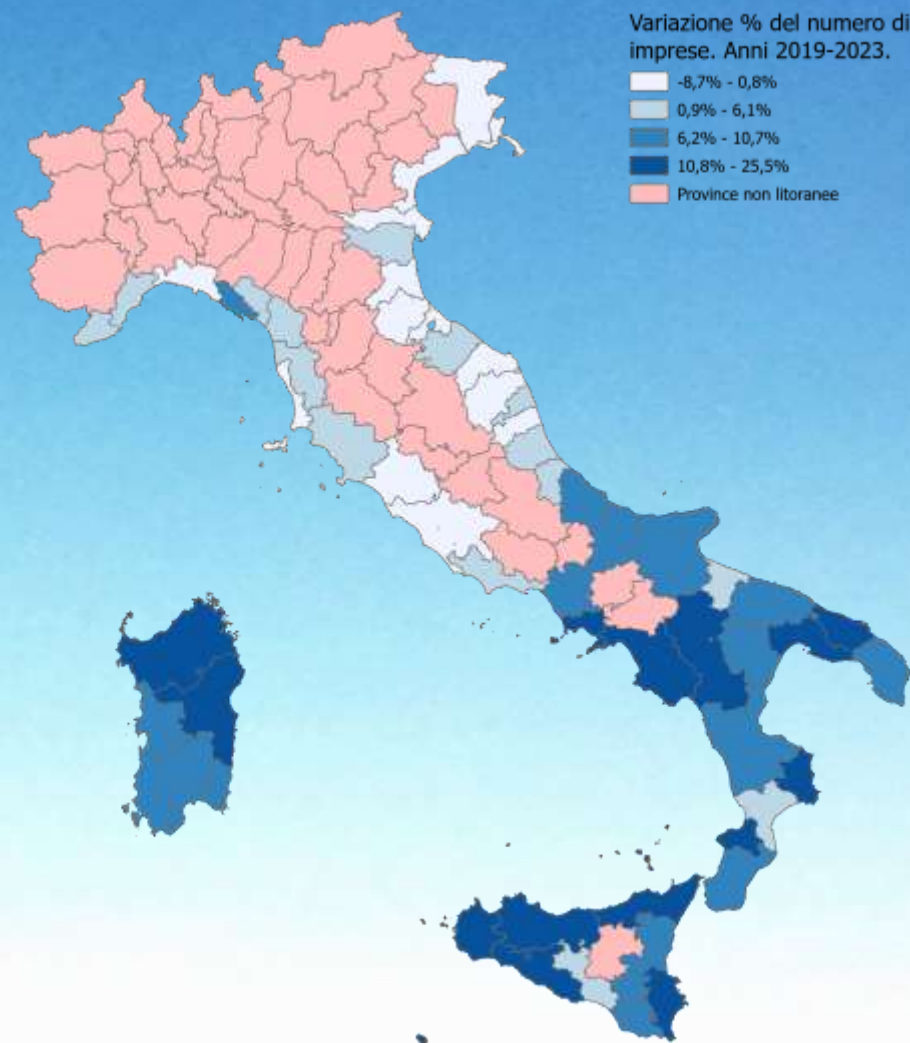 Variazione % del numero di
imprese. Anni 2019-2023.
-8,7% - 0,8%
0,9% - 6,1%
6,2% - 10,7%
10,8% - 25,5%
Province non litoranee